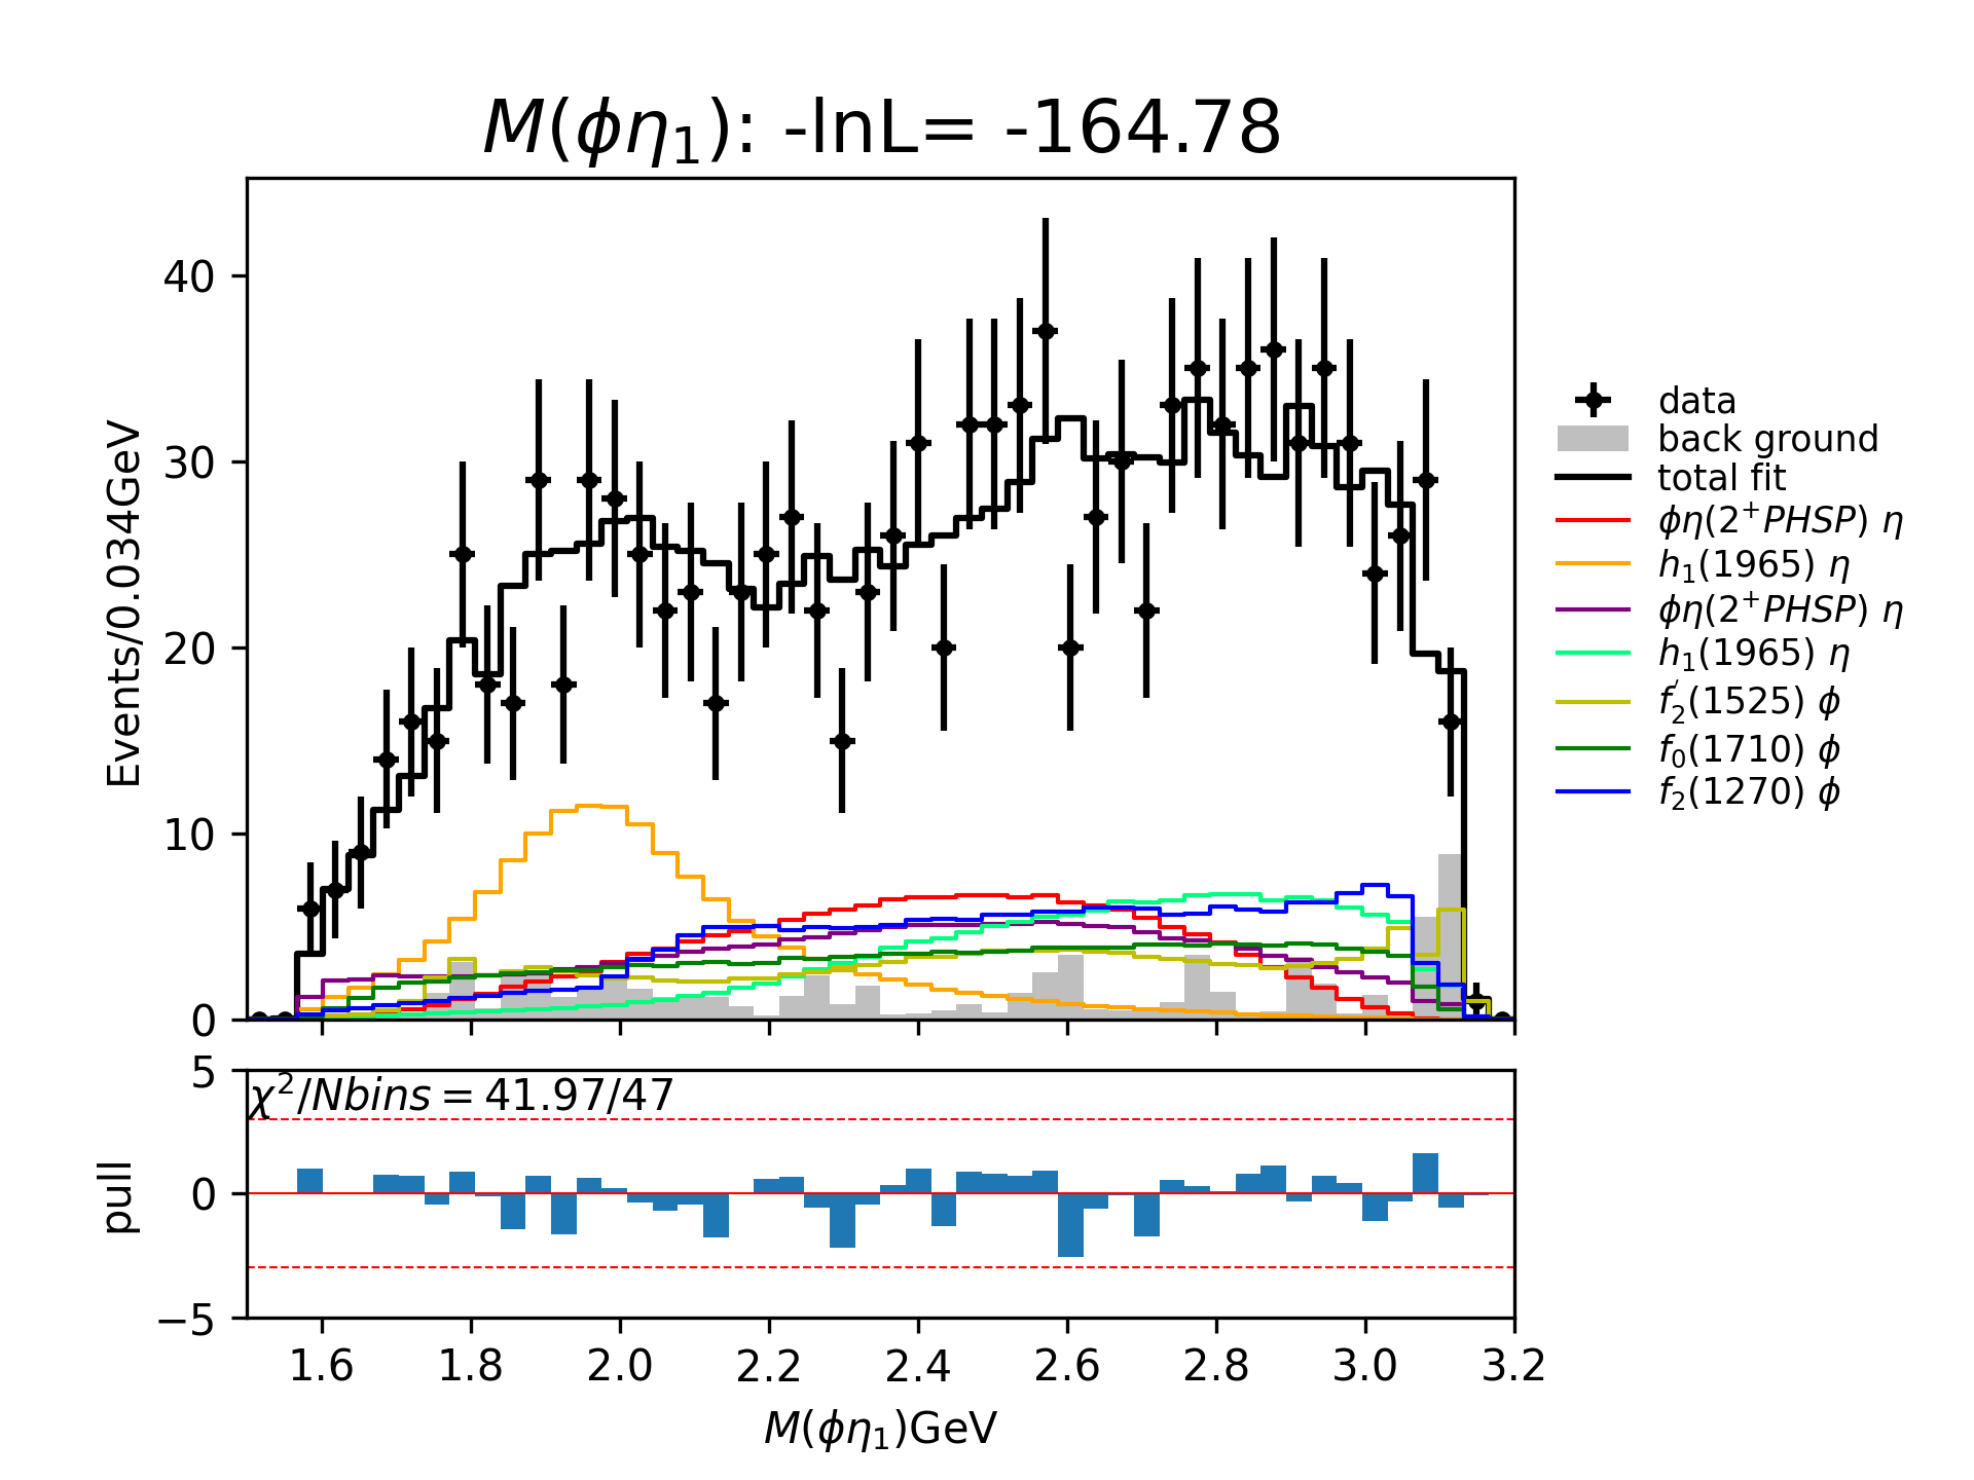 M(ϕη₁): -lnL= -164.78
Events/0.034GeV
40
30
20
10
0
data
back ground
total fit
ϕη(2⁺PHSP) η
h₁(1965) η
ϕη(2⁺PHSP) η
h₁(1965) η
f₂′(1525) ϕ
f₀(1710) ϕ
f₂(1270) ϕ
χ²/Nbins = 41.97/47
pull
5
0
−5
1.6 1.8 2.0 2.2 2.4 2.6 2.8 3.0 3.2
M(ϕη₁)GeV